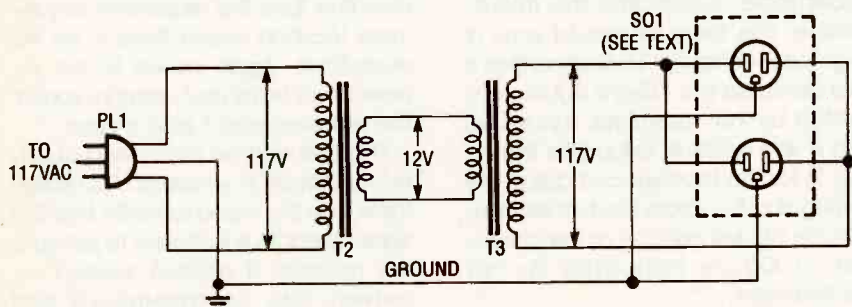 SO1
(SEE TEXT)
PL1
TO
117VAC
117V
12V
117V
T2
T3
GROUND